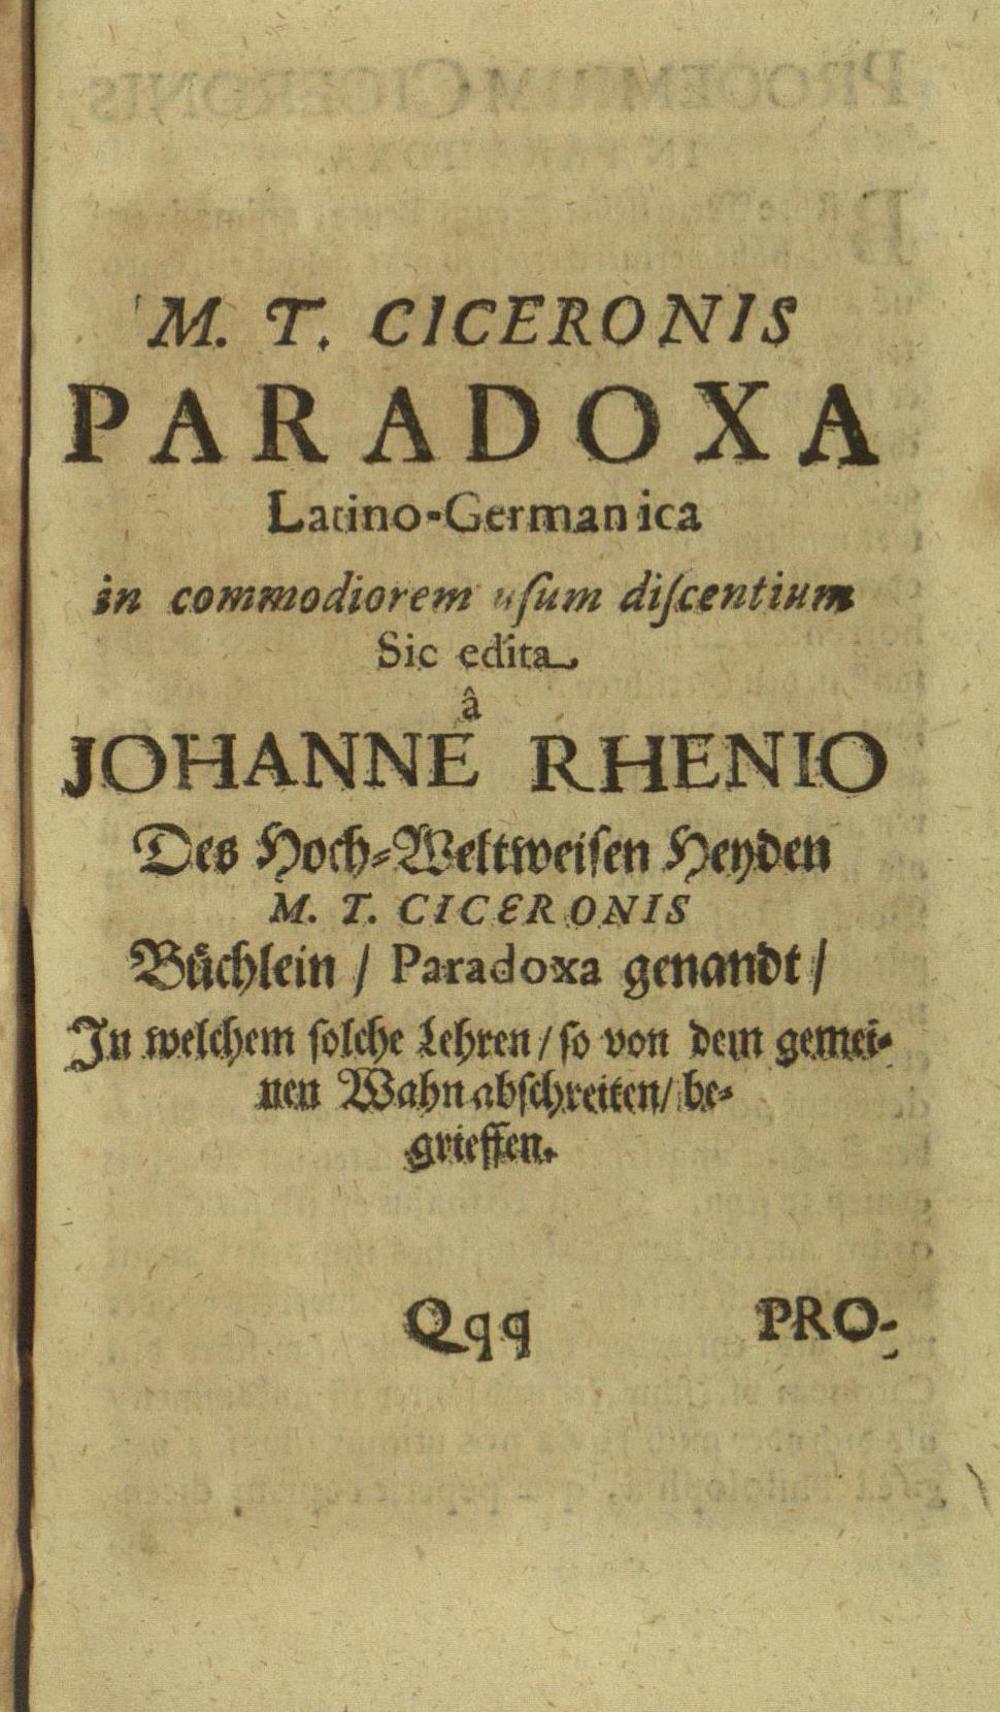 M. T. CICERONIS
PARADOXA
Latino-Germanica
in commodiorem uſum diſcentium
Sic edita
â
JOHANNE RHENIO
Des Hoch-Weltweiſen Heyden
M. T. CICERONIS
Bůchlein / Paradoxa genandt /
In welchem ſolche Lehren / ſo von dem gemei-
nen Wahn abſchreiten / be-
grieffen.
Qqq PRO-